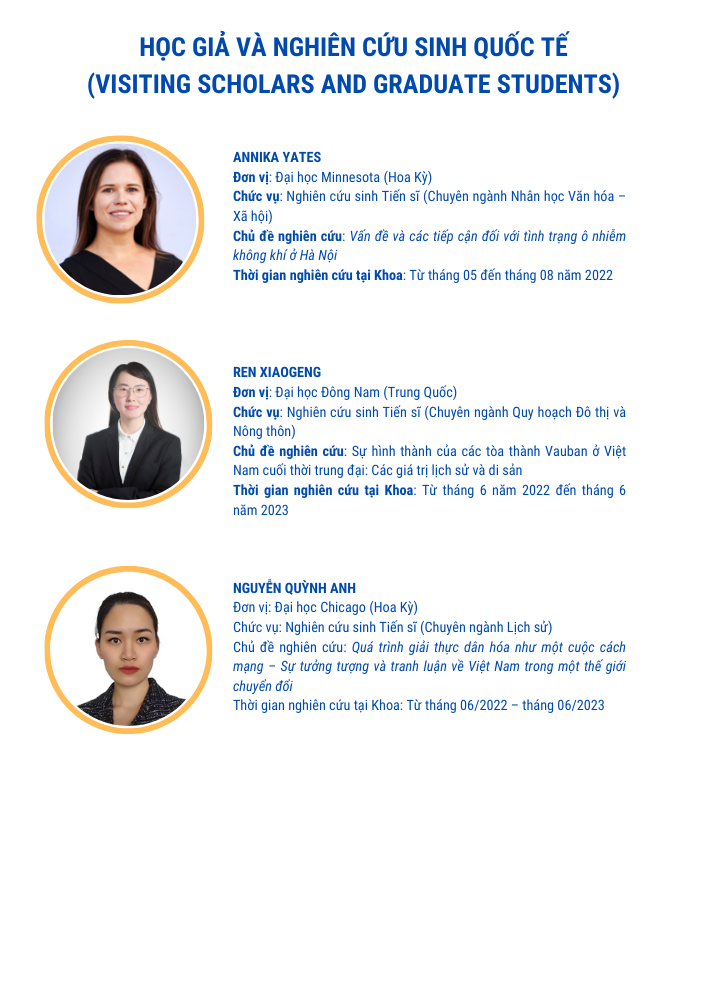 HỌC GIẢ VÀ NGHIÊN CỨU SINH QUỐC TẾ
(VISITING SCHOLARS AND GRADUATE STUDENTS)
ANNIKA YATES
Đơn vị: Đại học Minnesota (Hoa Kỳ)
Chức vụ: Nghiên cứu sinh Tiến sĩ (Chuyên ngành Nhân học Văn hóa –
Xã hội)
Chủ đề nghiên cứu: Vấn đề và các tiếp cận đối với tình trạng ô nhiễm
không khí ở Hà Nội
Thời gian nghiên cứu tại Khoa: Từ tháng 05 đến tháng 08 năm 2022
REN XIAOGENG
Đơn vị: Đại học Đông Nam (Trung Quốc)
Chức vụ: Nghiên cứu sinh Tiến sĩ (Chuyên ngành Quy hoạch Đô thị và
Nông thôn)
Chủ đề nghiên cứu: Sự hình thành của các tòa thành Vauban ở Việt
Nam cuối thời trung đại: Các giá trị lịch sử và di sản
Thời gian nghiên cứu tại Khoa: Từ tháng 6 năm 2022 đến tháng 6
năm 2023
NGUYỄN QUỲNH ANH
Đơn vị: Đại học Chicago (Hoa Kỳ)
Chức vụ: Nghiên cứu sinh Tiến sĩ (Chuyên ngành Lịch sử)
Chủ đề nghiên cứu: Quá trình giải thực dân hóa như một cuộc cách
mạng – Sự tưởng tượng và tranh luận về Việt Nam trong một thế giới
chuyển đổi
Thời gian nghiên cứu tại Khoa: Từ tháng 06/2022 – tháng 06/2023